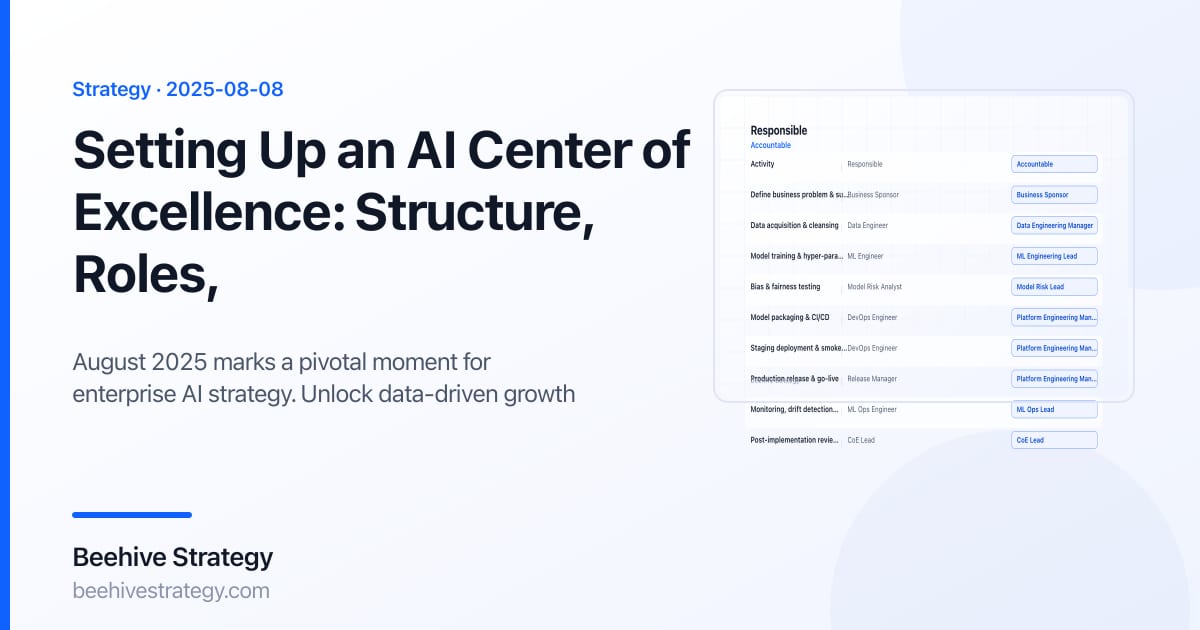 Strategy · 2025-08-08
Setting Up an AI Center of
Excellence: Structure,
Roles,
August 2025 marks a pivotal moment for
enterprise AI strategy. Unlock data-driven growth
Beehive Strategy
beehivestrategy.com
Responsible
Accountable
Activity Responsible Accountable
Define business problem & su... Business Sponsor Business Sponsor
Data acquisition & cleansing Data Engineer Data Engineering Manager
Model training & hyper-para... ML Engineer ML Engineering Lead
Bias & fairness testing Model Risk Analyst Model Risk Lead
Model packaging & CI/CD DevOps Engineer Platform Engineering Man...
Staging deployment & smoke... DevOps Engineer Platform Engineering Man...
Production release & go-live Release Manager Platform Engineering Man...
Monitoring, drift detection... ML Ops Engineer ML Ops Lead
Post-implementation revie... CoE Lead CoE Lead